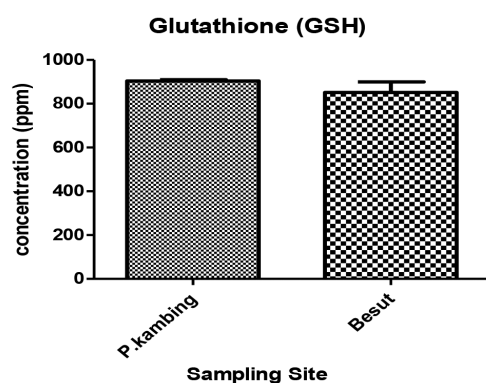 Glutathione (GSH)
concentration (ppm)
1000
800
600
400
200
0
P.kambing
Besut
Sampling Site